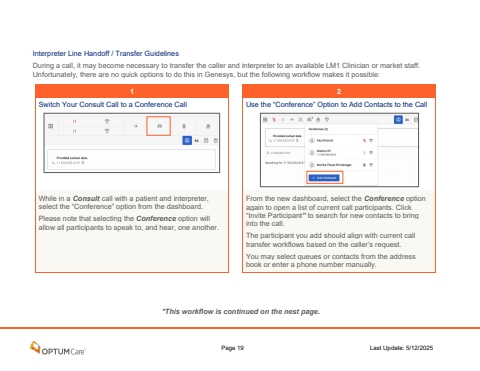 Interpreter Line Handoff / Transfer Guidelines
During a call, it may become necessary to transfer the caller and interpreter to an available LM1 Clinician or market staff.
Unfortunately, there are no quick options to do this in Genesys, but the following workflow makes it possible:
1
Switch Your Consult Call to a Conference Call
Provided contact data
While in a Consult call with a patient and interpreter,
select the "Conference" option from the dashboard.
Please note that selecting the Conference option will
allow all participants to speak to, and hear, one another.
2
Use the "Conference" Option to Add Contacts to the Call
Provided contact data
From the new dashboard, select the Conference option
again to open a list of current call participants. Click
"Invite Participant" to search for new contacts to bring
into the call.
The participant you add should align with current call
transfer workflows based on the caller's request.
You may select queues or contacts from the address
book or enter a phone number manually.
*This workflow is continued on the nest page.
OPTUM Care
Page 19
Last Update: 5/12/2025